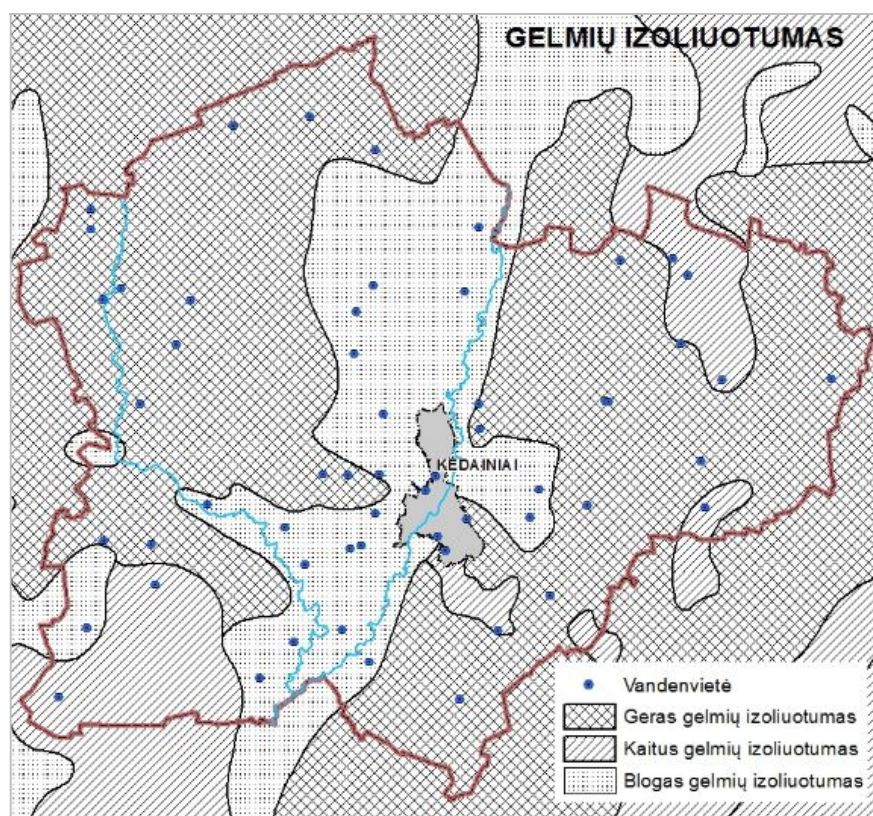 GELMIŲ IZOLIUOTUMAS
KĖDAINIAI
Vandenvietė
Geras gelmių izoliuotumas
Kaitus gelmių izoliuotumas
Blogas gelmių izoliuotumas